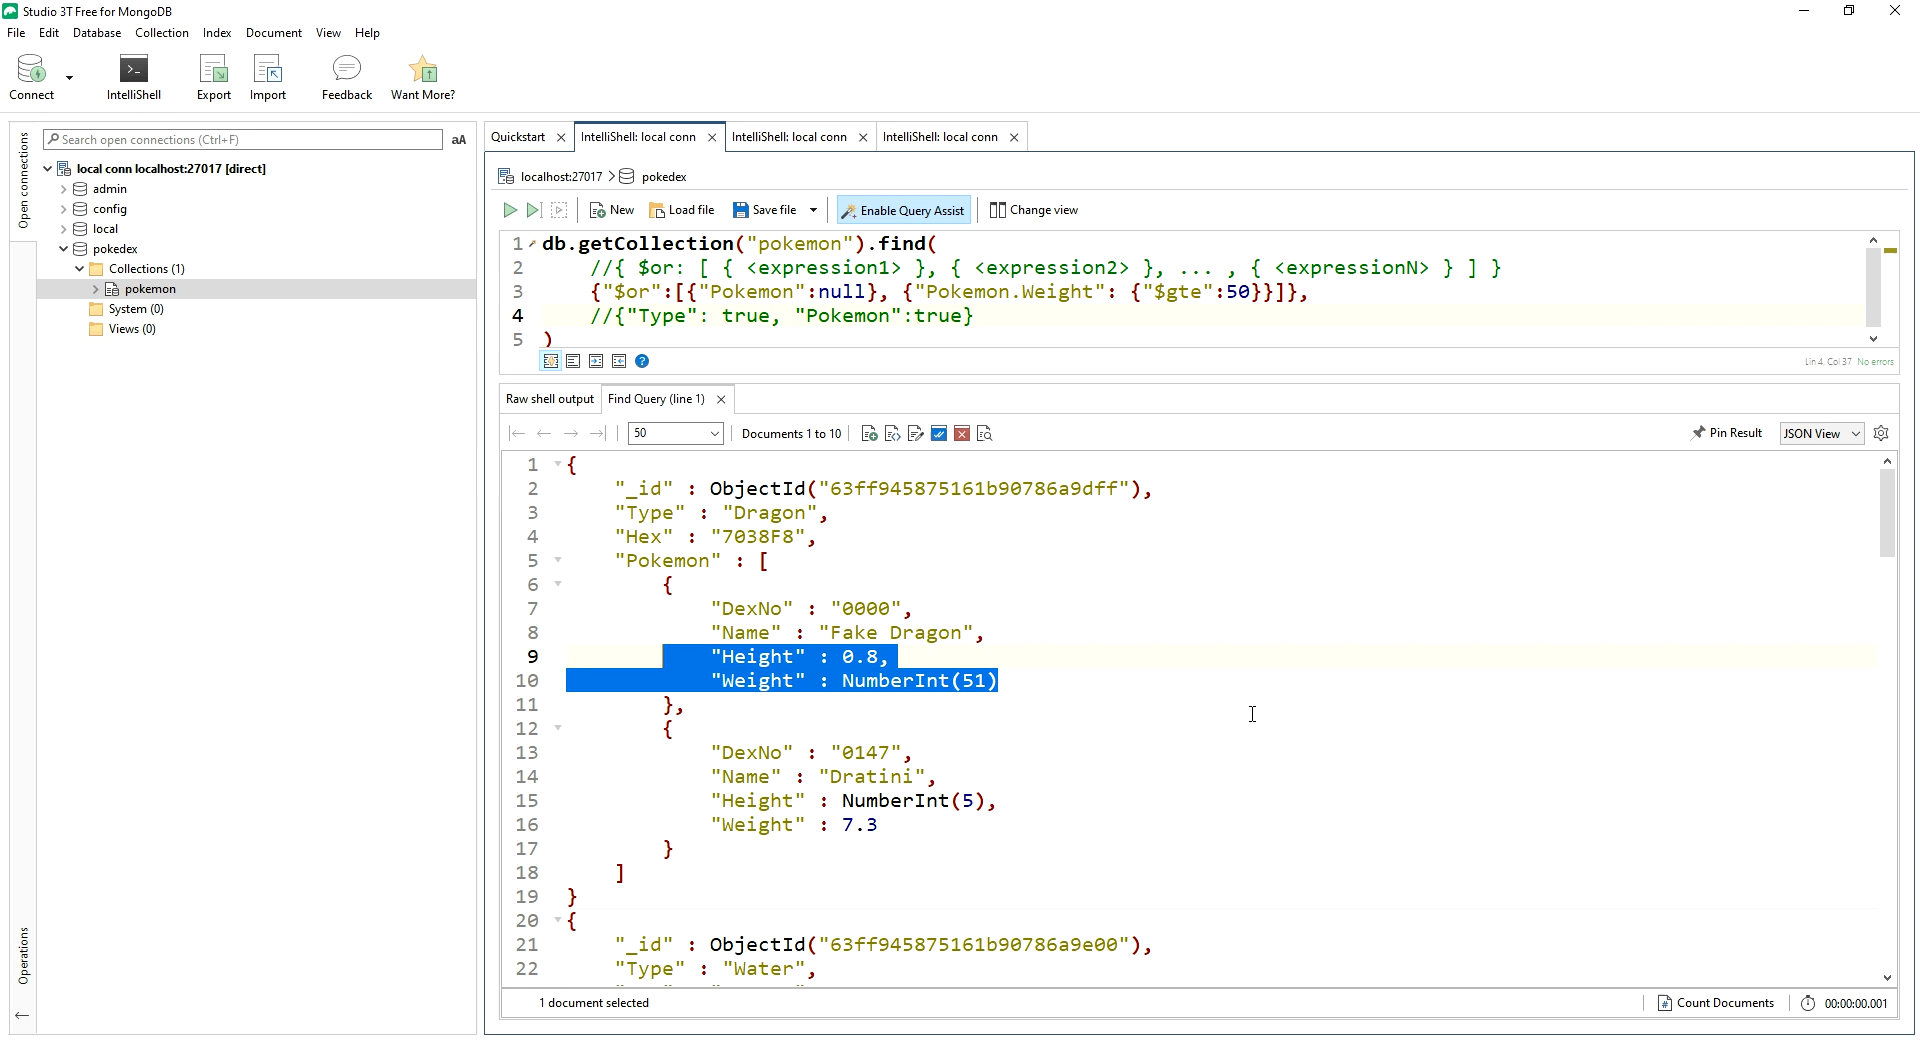 Studio 3T Free for MongoDB
File Edit Database Collection Index Document View Help
Connect IntelliShell Export Import Feedback Want More?
Open connections
Search open connections (Ctrl+F) aA
local conn localhost:27017 [direct]
admin
config
local
pokedex
Collections (1)
pokemon
System (0)
Views (0)
Operations
Quickstart IntelliShell: local conn IntelliShell: local conn IntelliShell: local conn
localhost:27017 > pokedex
New Load file Save file Enable Query Assist Change view
1 db.getCollection("pokemon").find(
2 //{ $or: [ { <expression1> }, { <expression2> }, ... , { <expressionN> } ] }
3 {"$or":[{"Pokemon":null}, {"Pokemon.Weight": {"$gte":50}}]},
4 //{"Type": true, "Pokemon":true}
5 )
Lin 4, Col 37 No errors
Raw shell output Find Query (line 1)
50 Documents 1 to 10 Pin Result JSON View
1 {
2 "_id" : ObjectId("63ff945875161b90786a9dff"),
3 "Type" : "Dragon",
4 "Hex" : "7038F8",
5 "Pokemon" : [
6 {
7 "DexNo" : "0000",
8 "Name" : "Fake Dragon",
9 "Height" : 0.8,
10 "Weight" : NumberInt(51)
11 },
12 {
13 "DexNo" : "0147",
14 "Name" : "Dratini",
15 "Height" : NumberInt(5),
16 "Weight" : 7.3
17 }
18 ]
19 }
20 {
21 "_id" : ObjectId("63ff945875161b90786a9e00"),
22 "Type" : "Water",
1 document selected Count Documents 00:00:00.001